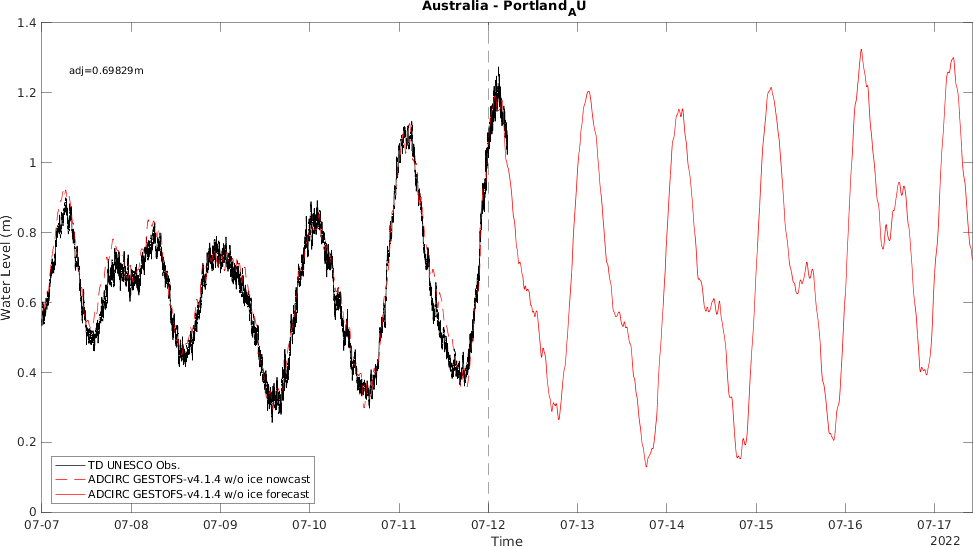 Australia - Portland_AU
1.4
adj=0.69829m
1.2
1
0.8
Water Level (m)
0.6
0.4
0.2
0
TD UNESCO Obs.
ADCIRC GESTOFS-v4.1.4 w/o ice nowcast
ADCIRC GESTOFS-v4.1.4 w/o ice forecast
07-07 07-08 07-09 07-10 07-11 07-12 07-13 07-14 07-15 07-16 07-17
Time
2022